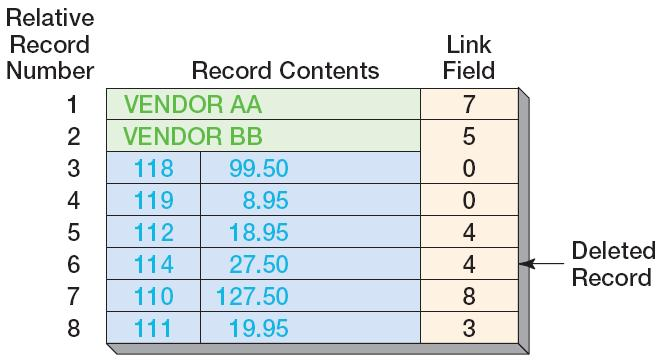 Relative
Record
Number
Record Contents
Link
Field
1 VENDOR AA 7
2 VENDOR BB 5
3 118 99.50 0
4 119 8.95 0
5 112 18.95 4
6 114 27.50 4
7 110 127.50 8
8 111 19.95 3
Deleted
Record